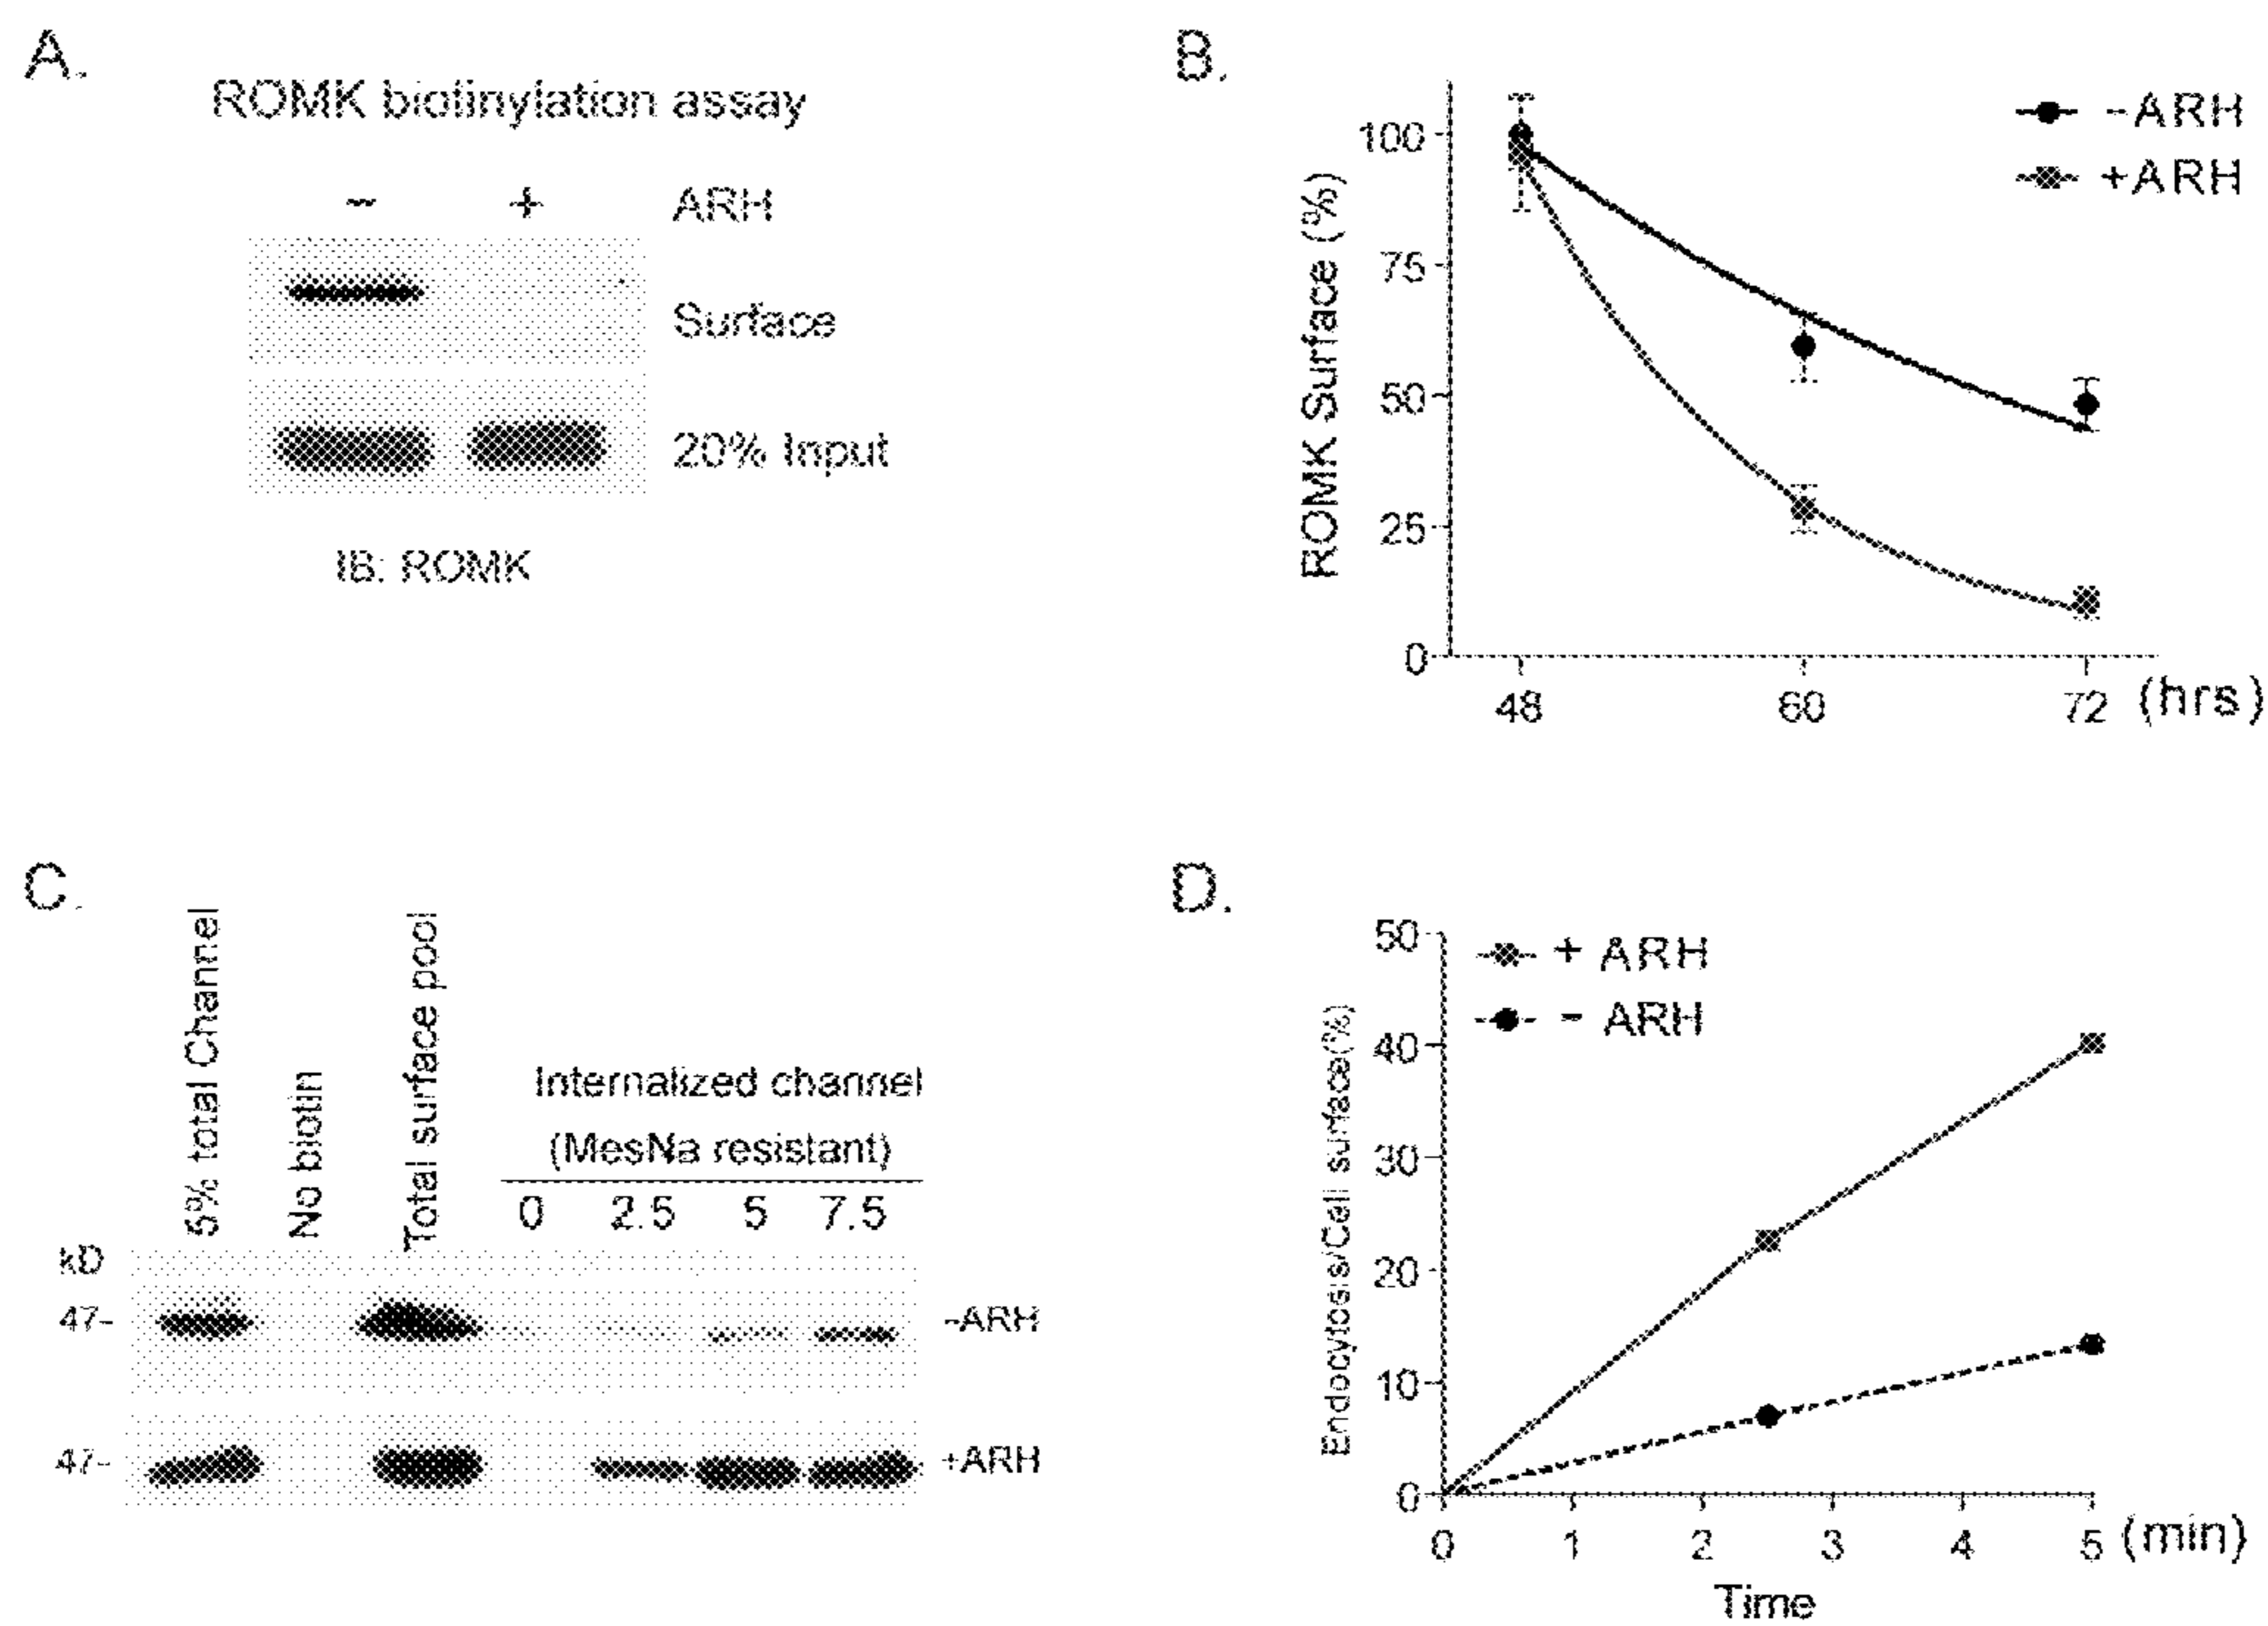 A.
ROMK biotinylation assay
- + ARH
Surface
20% Input
IB: ROMK
B.
-ARH
+ARH
ROMK Surface (%)
100
75
50
25
0
48 60 72 (hrs)
C.
5% total Channel
No biotin
Total surface pool
Internalized channel
(MesNa resistant)
0 2.5 5 7.5
kD
47- -ARH
47- +ARH
D.
+ ARH
- ARH
Endocytosis/Cell surface(%)
50
40
30
20
10
0
0 1 2 3 4 5 (min)
Time